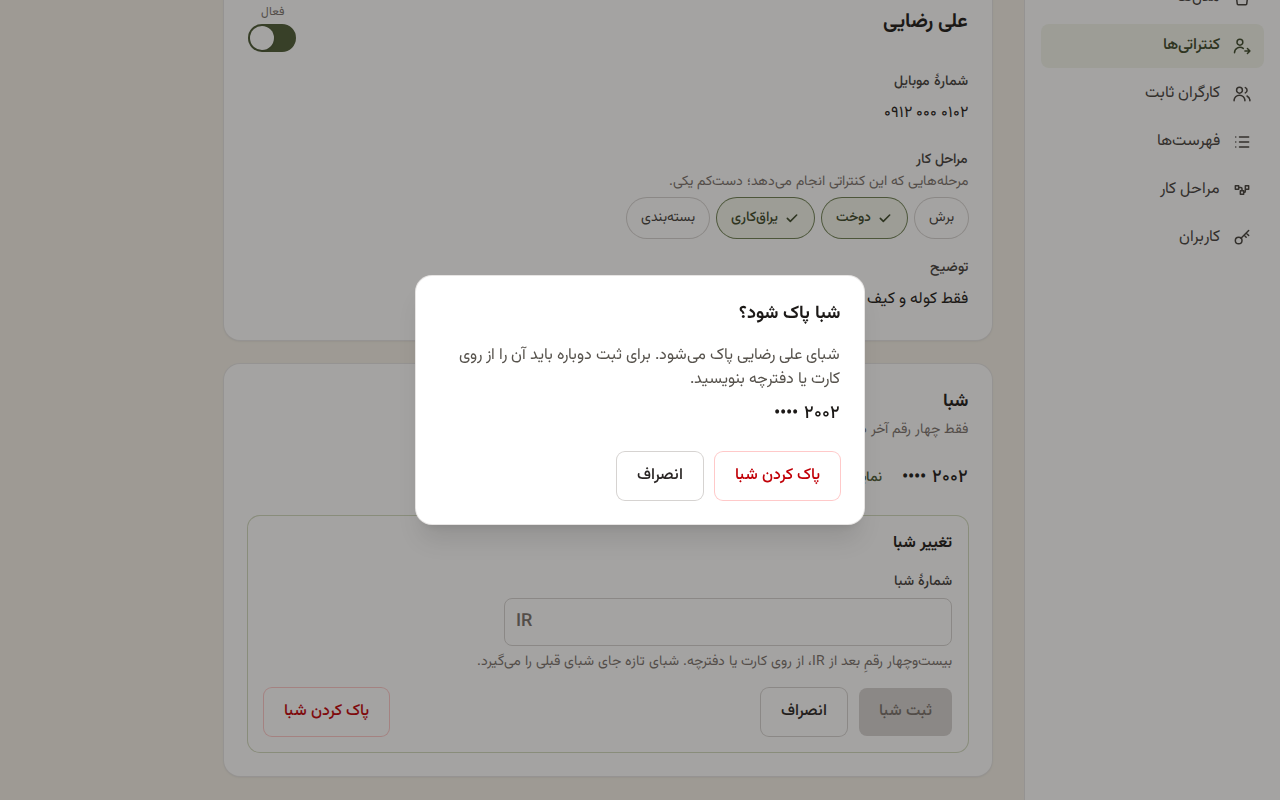 کنتراتی‌ها
کارگران ثابت
فهرست‌ها
مراحل کار
کاربران
علی رضایی
فعال
شمارهٔ موبایل
۰۹۱۲ ۰۰۰ ۰۱۰۲
مراحل کار
مرحله‌هایی که این کنتراتی انجام می‌دهد؛ دست‌کم یکی.
برش
دوخت
یراق‌کاری
بسته‌بندی
توضیح
فقط کوله و کیف
شبا پاک شود؟
شبای علی رضایی پاک می‌شود. برای ثبت دوباره باید آن را از روی
کارت یا دفترچه بنویسید.
•••• ۲۰۰۲
پاک کردن شبا
انصراف
شبا
فقط چهار رقم آخر
•••• ۲۰۰۲
تغییر شبا
شمارهٔ شبا
IR
بیست‌وچهار رقمِ بعد از IR، از روی کارت یا دفترچه. شبای تازه جای شبای قبلی را می‌گیرد.
ثبت شبا
انصراف
پاک کردن شبا